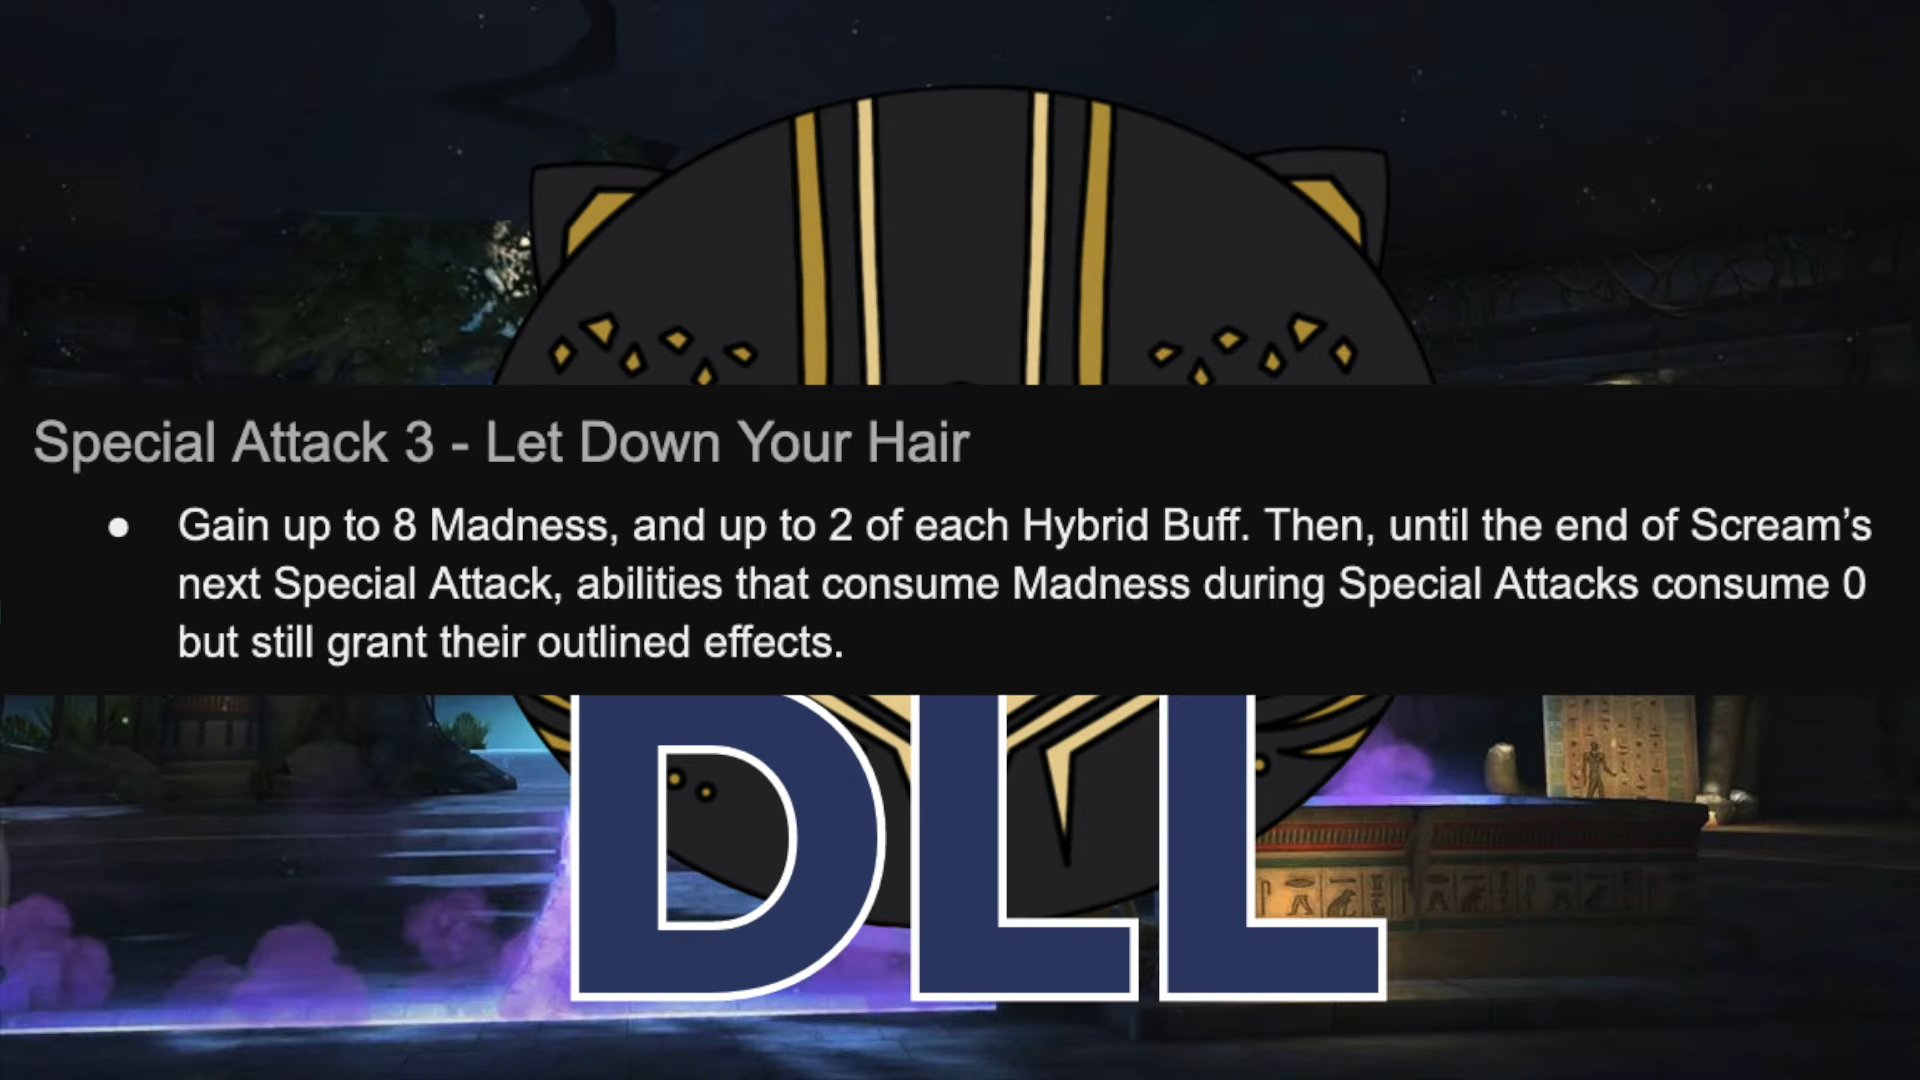 Special Attack 3 - Let Down Your Hair
● Gain up to 8 Madness, and up to 2 of each Hybrid Buff. Then, until the end of Scream’s
next Special Attack, abilities that consume Madness during Special Attacks consume 0
but still grant their outlined effects.
DLL